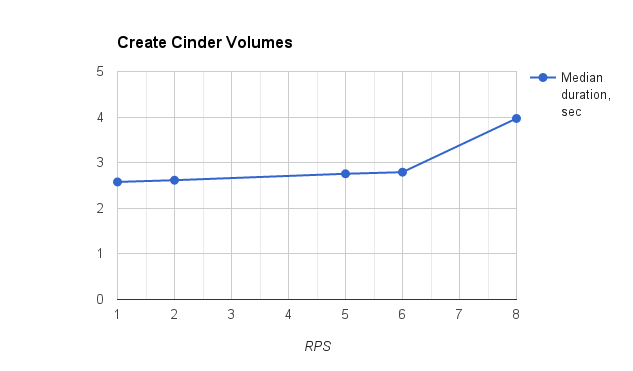 Create Cinder Volumes
5
4
3
2
1
0
1 2 3 4 5 6 7 8
RPS
Median
duration,
sec